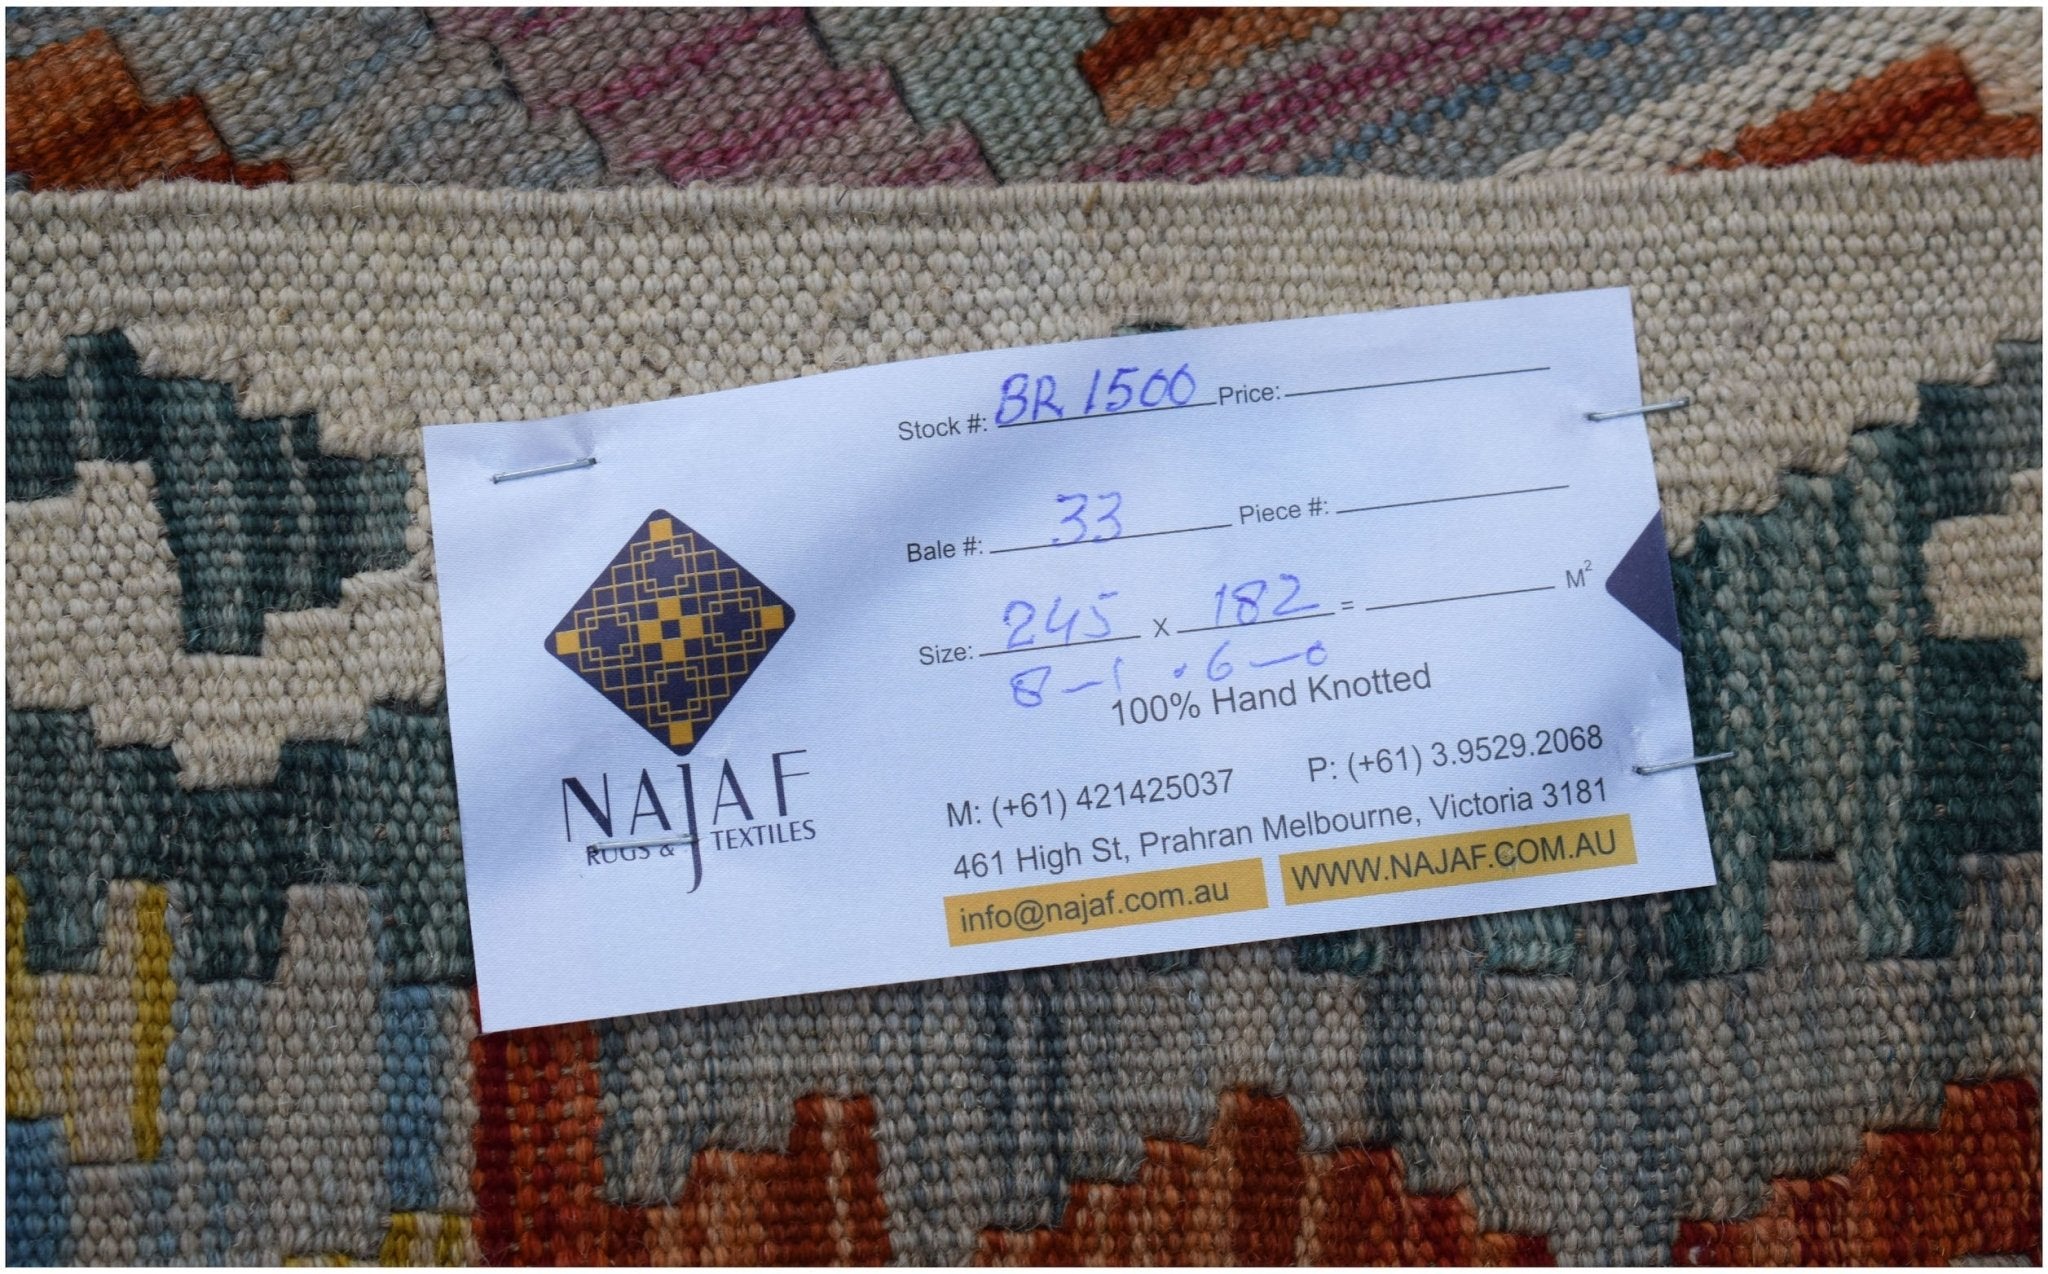 Stock #: BR 1500 Price:
Bale #: 33 Piece #:
Size: 245 x 182 = M²
8-1 . 6-0
100% Hand Knotted
NAJAF
RUGS & TEXTILES
M: (+61) 421425037 P: (+61) 3.9529.2068
461 High St, Prahran Melbourne, Victoria 3181
info@najaf.com.au WWW.NAJAF.COM.AU